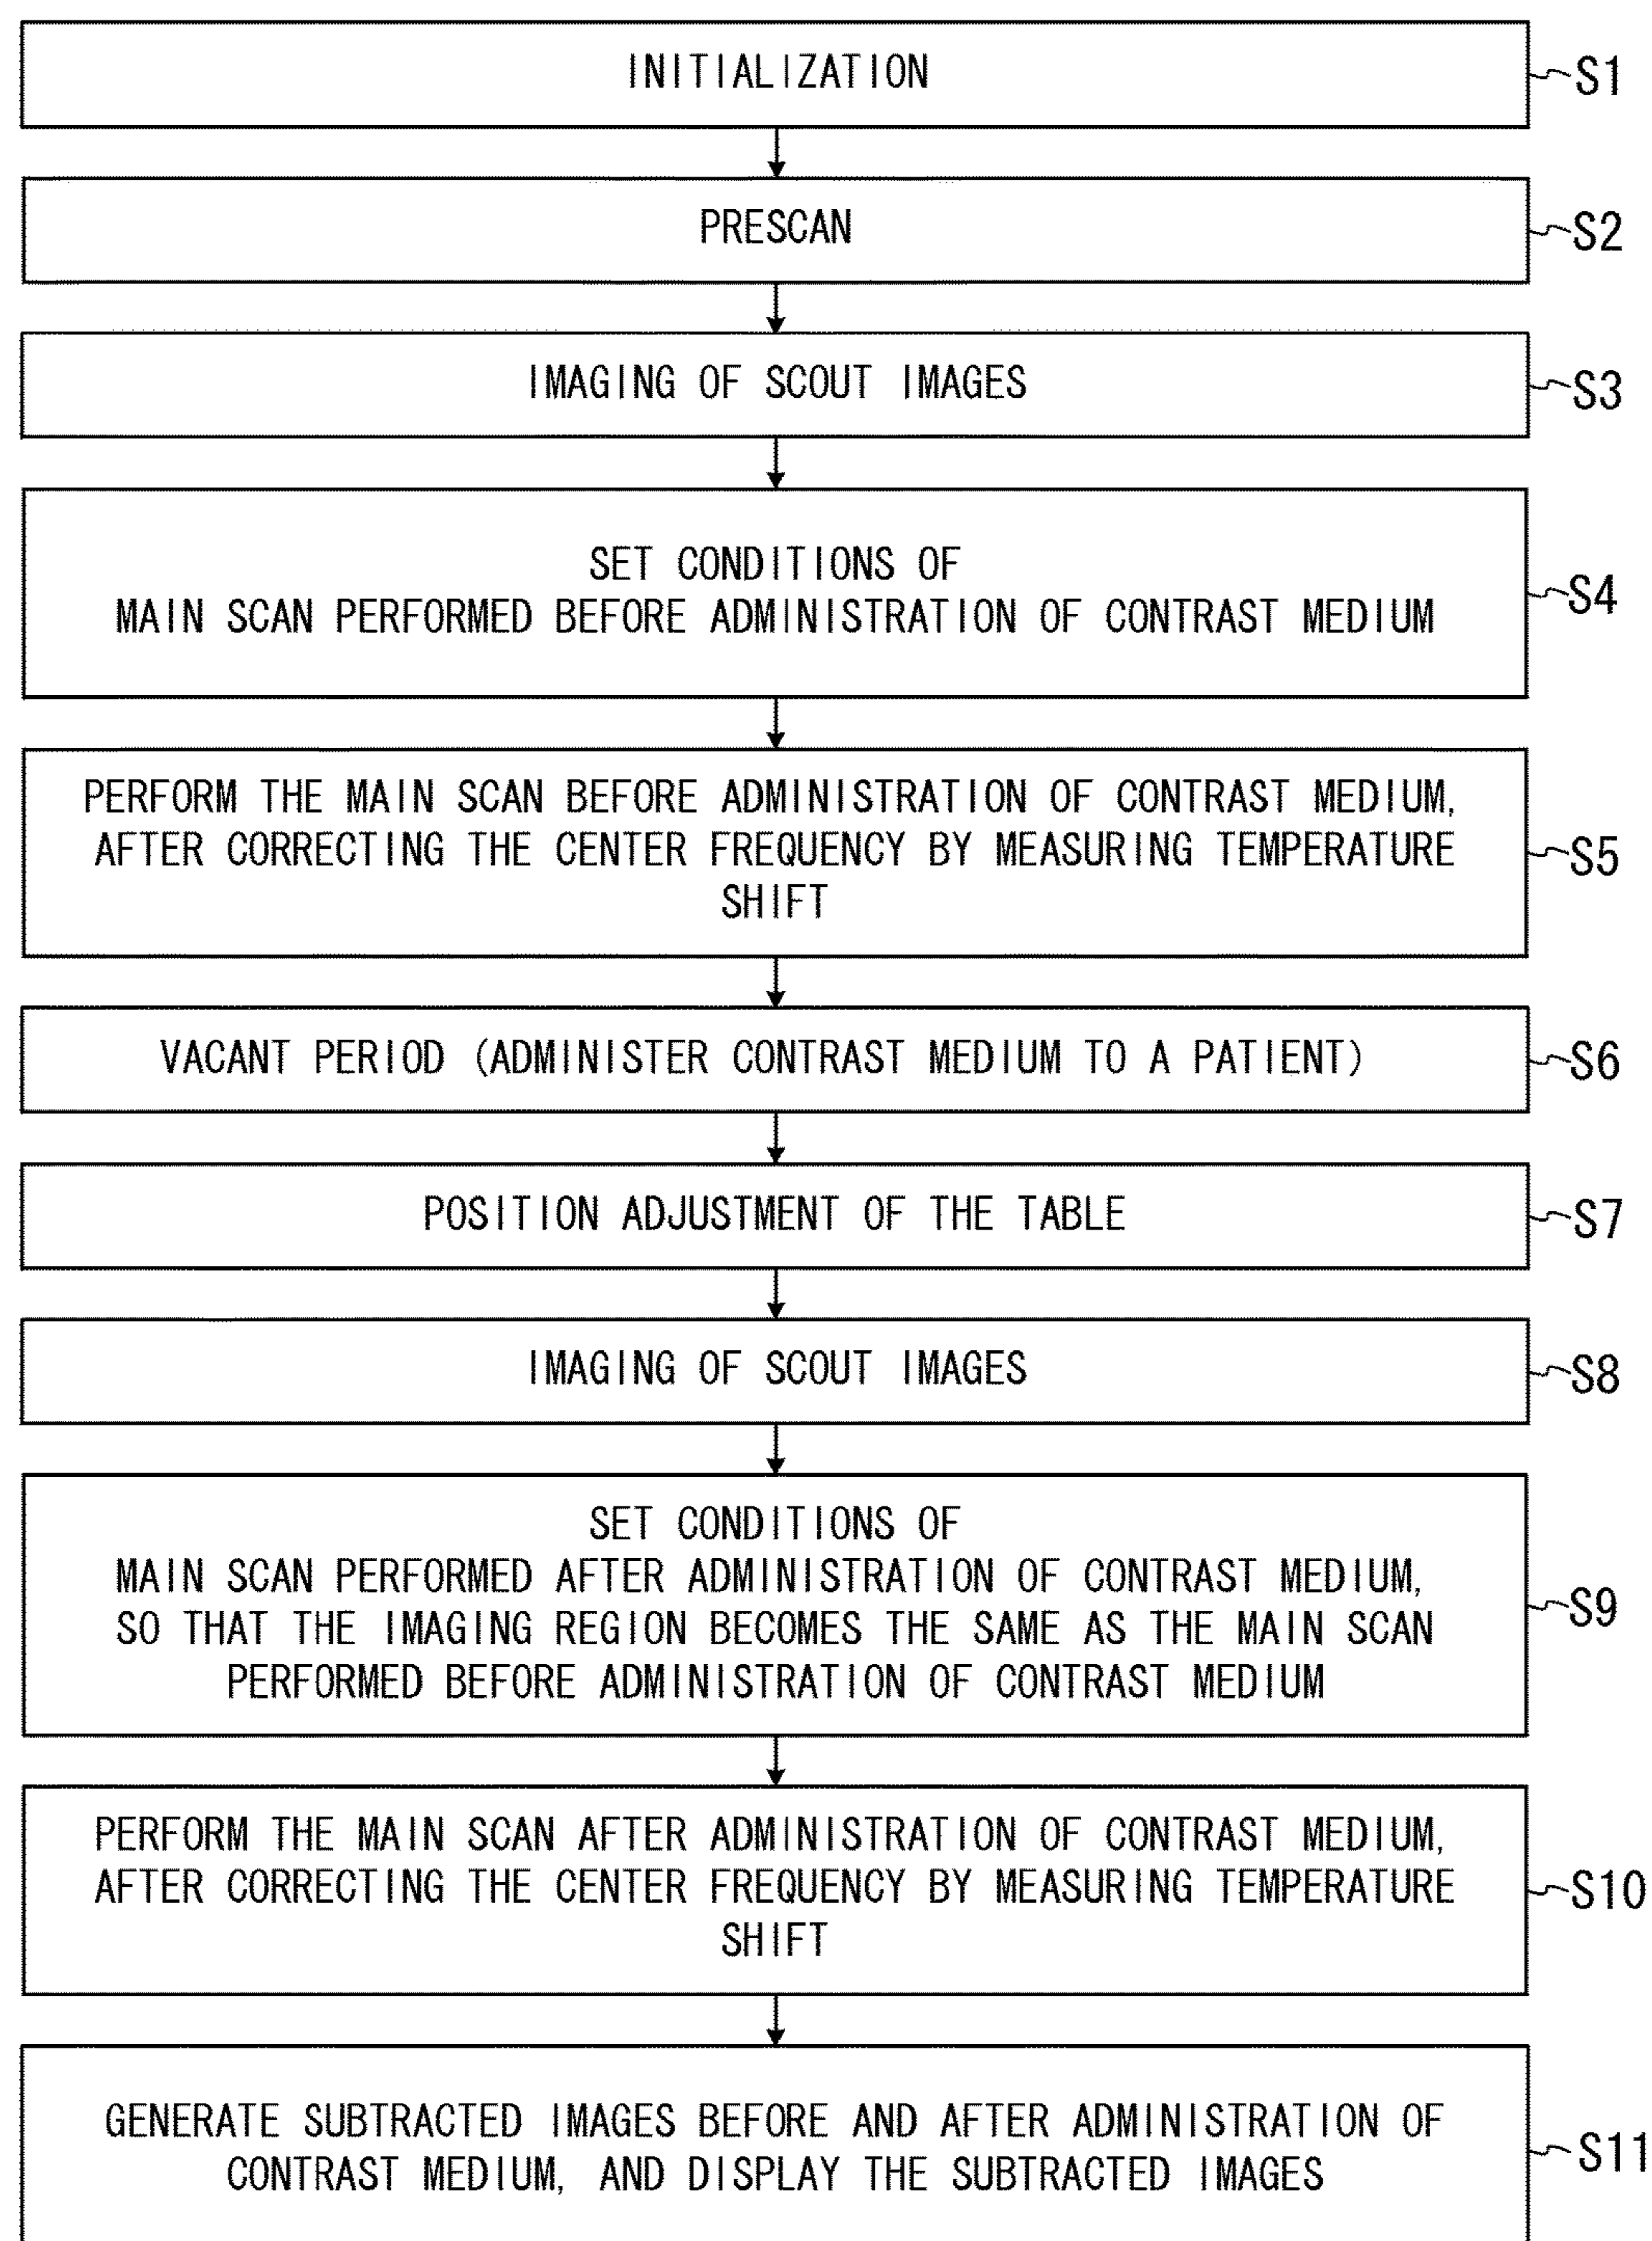 INITIALIZATION
S1
PRESCAN
S2
IMAGING OF SCOUT IMAGES
S3
SET CONDITIONS OF
MAIN SCAN PERFORMED BEFORE ADMINISTRATION OF CONTRAST MEDIUM
S4
PERFORM THE MAIN SCAN BEFORE ADMINISTRATION OF CONTRAST MEDIUM,
AFTER CORRECTING THE CENTER FREQUENCY BY MEASURING TEMPERATURE
SHIFT
S5
VACANT PERIOD (ADMINISTER CONTRAST MEDIUM TO A PATIENT)
S6
POSITION ADJUSTMENT OF THE TABLE
S7
IMAGING OF SCOUT IMAGES
S8
SET CONDITIONS OF
MAIN SCAN PERFORMED AFTER ADMINISTRATION OF CONTRAST MEDIUM,
SO THAT THE IMAGING REGION BECOMES THE SAME AS THE MAIN SCAN
PERFORMED BEFORE ADMINISTRATION OF CONTRAST MEDIUM
S9
PERFORM THE MAIN SCAN AFTER ADMINISTRATION OF CONTRAST MEDIUM,
AFTER CORRECTING THE CENTER FREQUENCY BY MEASURING TEMPERATURE
SHIFT
S10
GENERATE SUBTRACTED IMAGES BEFORE AND AFTER ADMINISTRATION OF
CONTRAST MEDIUM, AND DISPLAY THE SUBTRACTED IMAGES
S11